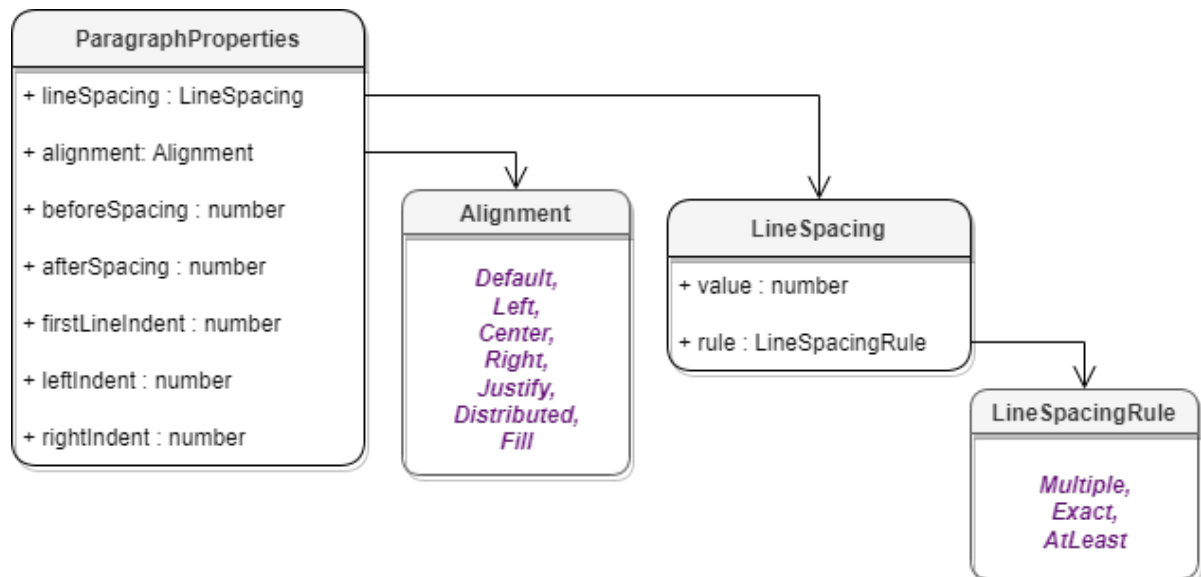 ParagraphProperties
+ lineSpacing : LineSpacing
+ alignment: Alignment
+ beforeSpacing : number
+ afterSpacing : number
+ firstLineIndent : number
+ leftIndent : number
+ rightIndent : number
Alignment
Default,
Left,
Center,
Right,
Justify,
Distributed,
Fill
LineSpacing
+ value : number
+ rule : LineSpacingRule
LineSpacingRule
Multiple,
Exact,
AtLeast